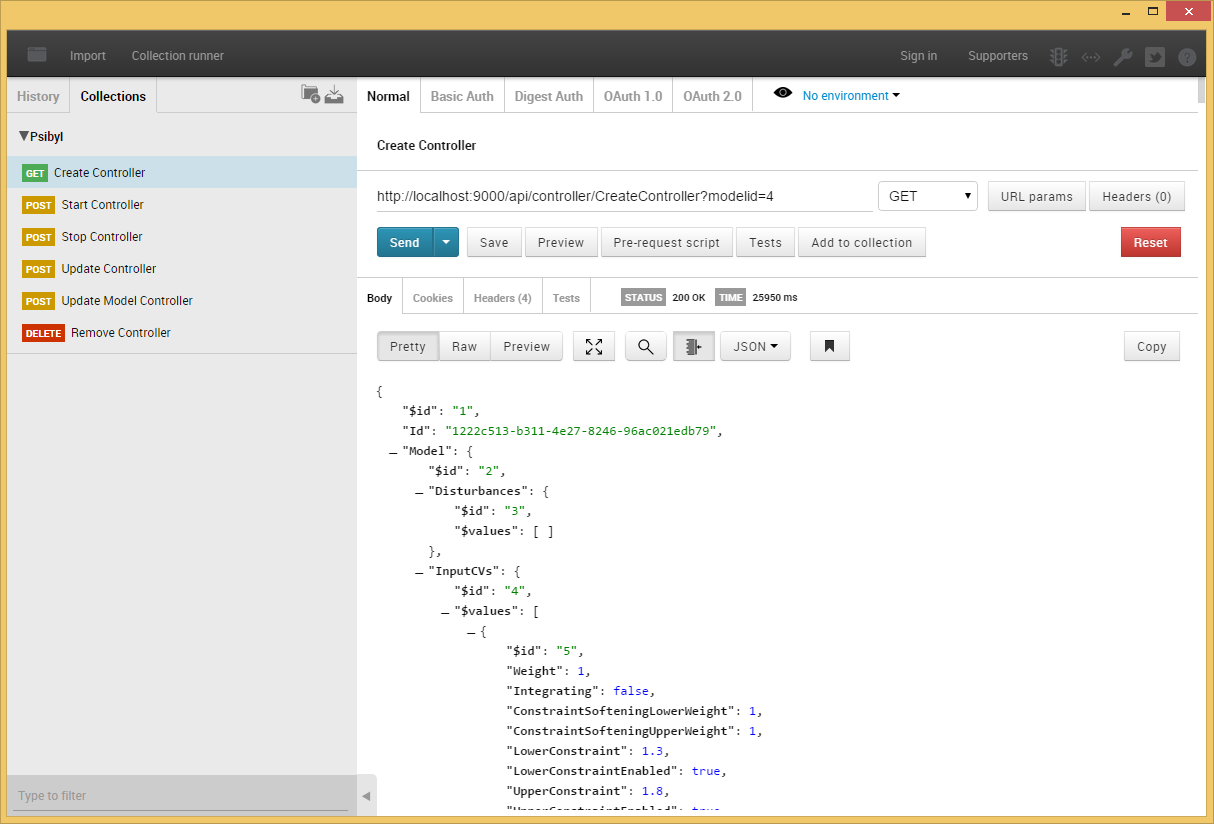 Import Collection runner Sign in Supporters
History Collections
Normal Basic Auth Digest Auth OAuth 1.0 OAuth 2.0 No environment
Psibyl
GET Create Controller
POST Start Controller
POST Stop Controller
POST Update Controller
POST Update Model Controller
DELETE Remove Controller
Type to filter
Create Controller
http://localhost:9000/api/controller/CreateController?modelid=4 GET URL params Headers (0)
Send Save Preview Pre-request script Tests Add to collection Reset
Body Cookies Headers (4) Tests STATUS 200 OK TIME 25950 ms
Pretty Raw Preview JSON Copy
{
"$id": "1",
"Id": "1222c513-b311-4e27-8246-96ac021edb79",
"Model": {
"$id": "2",
"Disturbances": {
"$id": "3",
"$values": [ ]
},
"InputCVs": {
"$id": "4",
"$values": [
{
"$id": "5",
"Weight": 1,
"Integrating": false,
"ConstraintSofteningLowerWeight": 1,
"ConstraintSofteningUpperWeight": 1,
"LowerConstraint": 1.3,
"LowerConstraintEnabled": true,
"UpperConstraint": 1.8,
"UpperConstraintEnabled": true